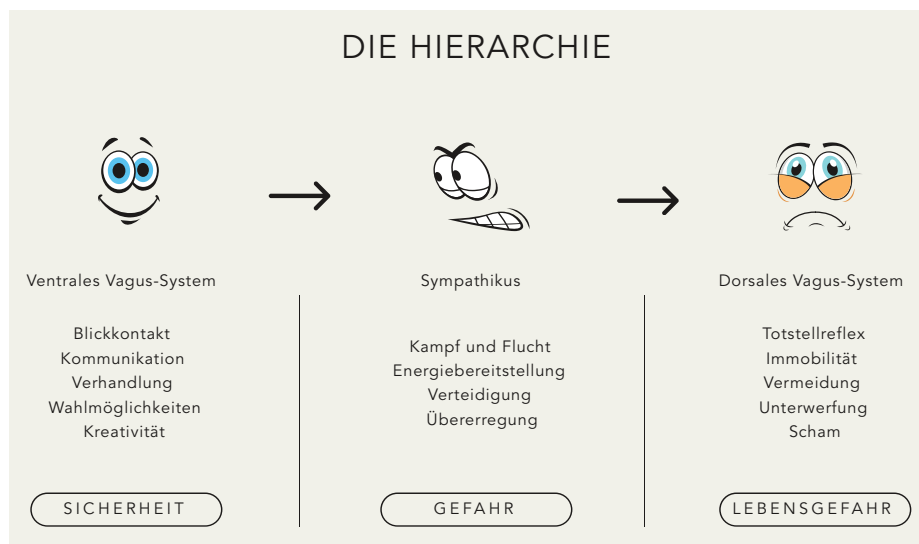 DIE HIERARCHIE
Ventrales Vagus-System
Blickkontakt
Kommunikation
Verhandlung
Wahlmöglichkeiten
Kreativität
SICHERHEIT
Sympathikus
Kampf und Flucht
Energiebereitstellung
Verteidigung
Übererregung
GEFAHR
Dorsales Vagus-System
Totstellreflex
Immobilität
Vermeidung
Unterwerfung
Scham
LEBENSGEFAHR